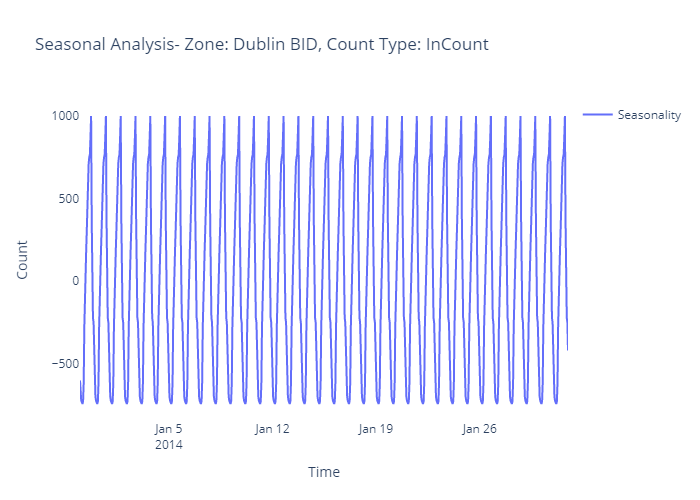 Seasonal Analysis- Zone: Dublin BID, Count Type: InCount
Seasonality
1000
500
0
−500
Count
Jan 5
2014
Jan 12
Jan 19
Jan 26
Time